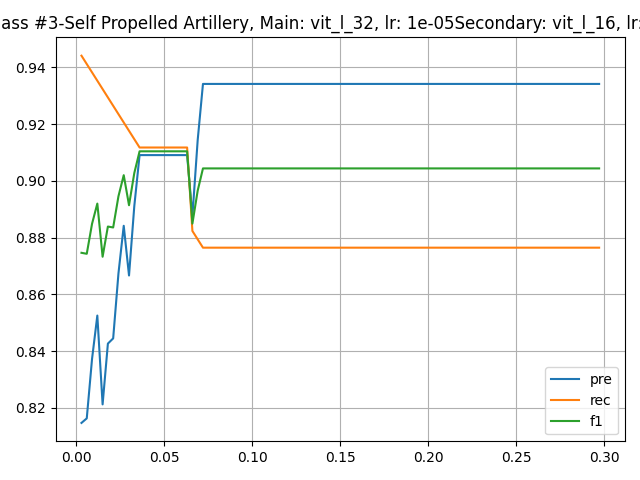 ass #3-Self Propelled Artillery, Main: vit_l_32, lr: 1e-05Secondary: vit_l_16, lr:
0.94
0.92
0.90
0.88
0.86
0.84
0.82
pre
rec
f1
0.00 0.05 0.10 0.15 0.20 0.25 0.30